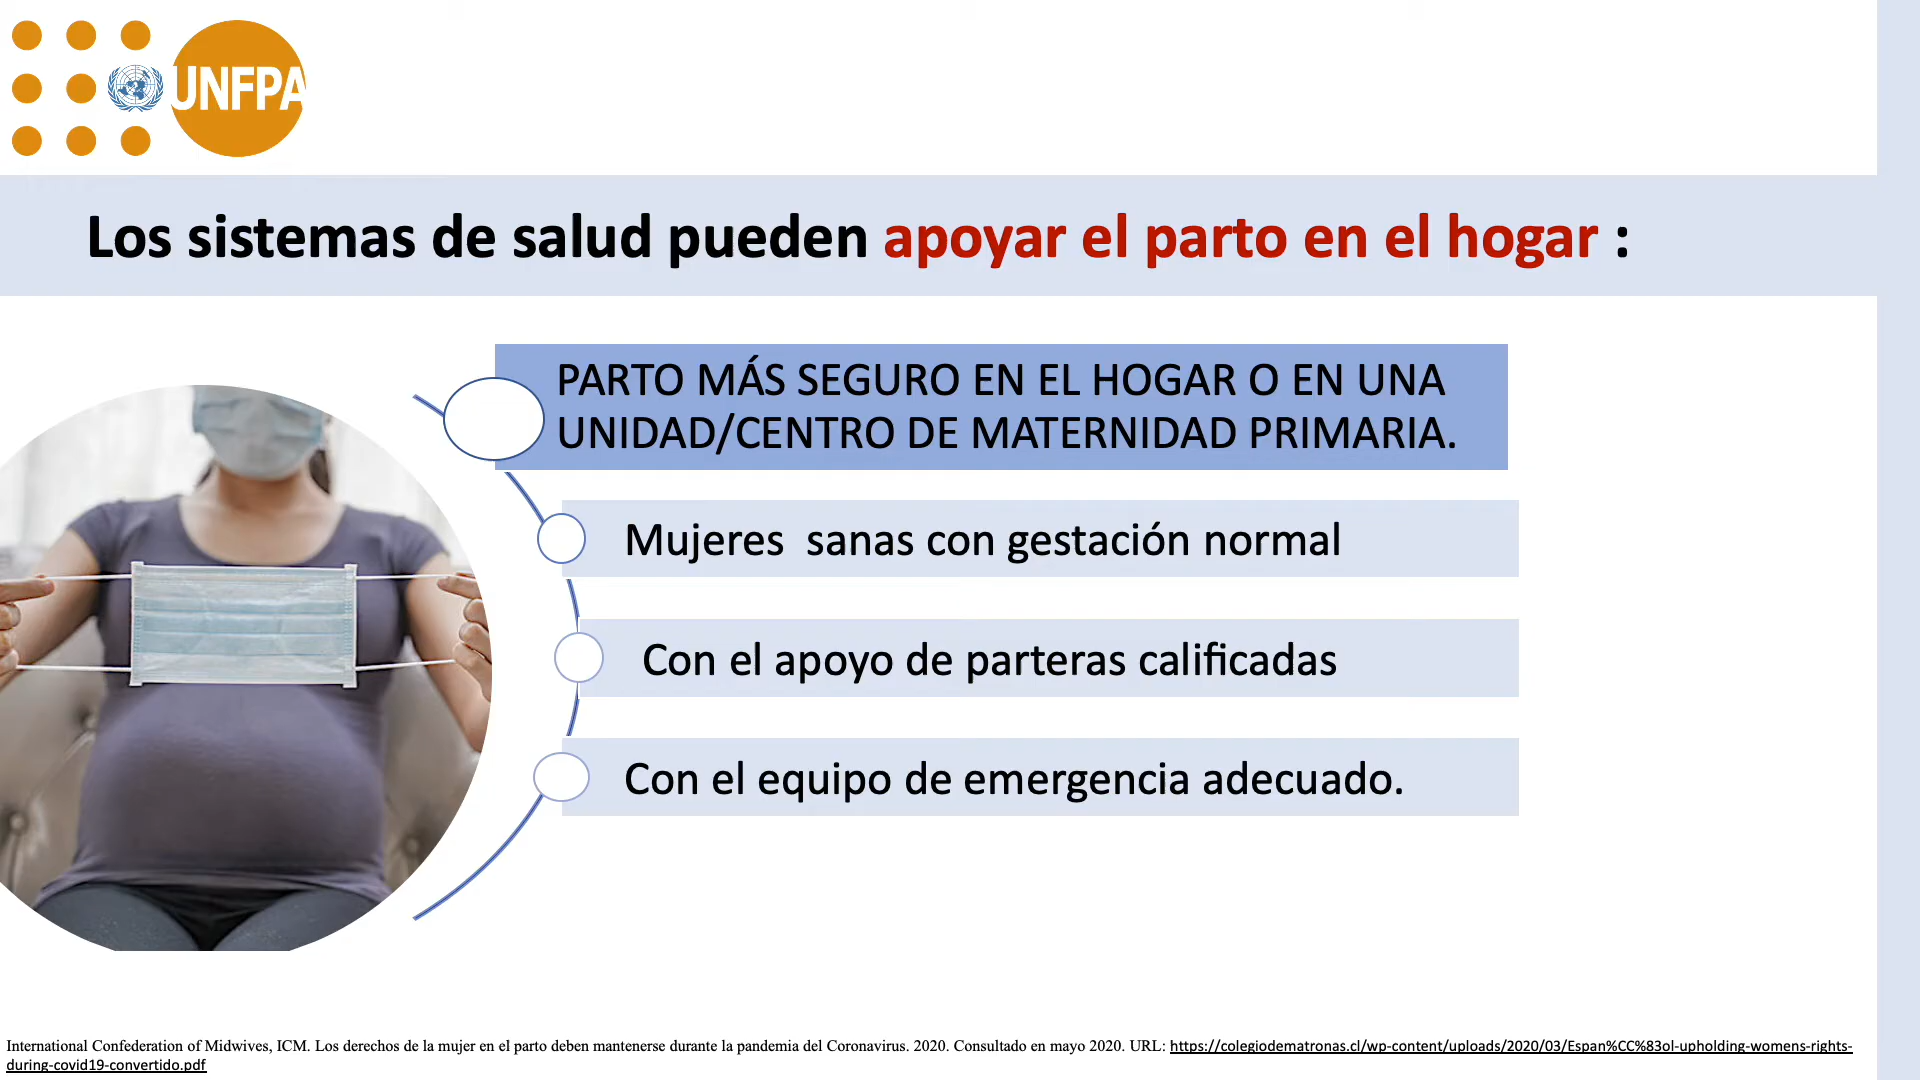 UNFPA
Los sistemas de salud pueden apoyar el parto en el hogar :
PARTO MÁS SEGURO EN EL HOGAR O EN UNA
UNIDAD/CENTRO DE MATERNIDAD PRIMARIA.
Mujeres  sanas con gestación normal
Con el apoyo de parteras calificadas
Con el equipo de emergencia adecuado.
International Confederation of Midwives, ICM. Los derechos de la mujer en el parto deben mantenerse durante la pandemia del Coronavirus. 2020. Consultado en mayo 2020. URL: https://colegiodematronas.cl/wp-content/uploads/2020/03/Espan%CC%83ol-upholding-womens-rights-
during-covid19-convertido.pdf